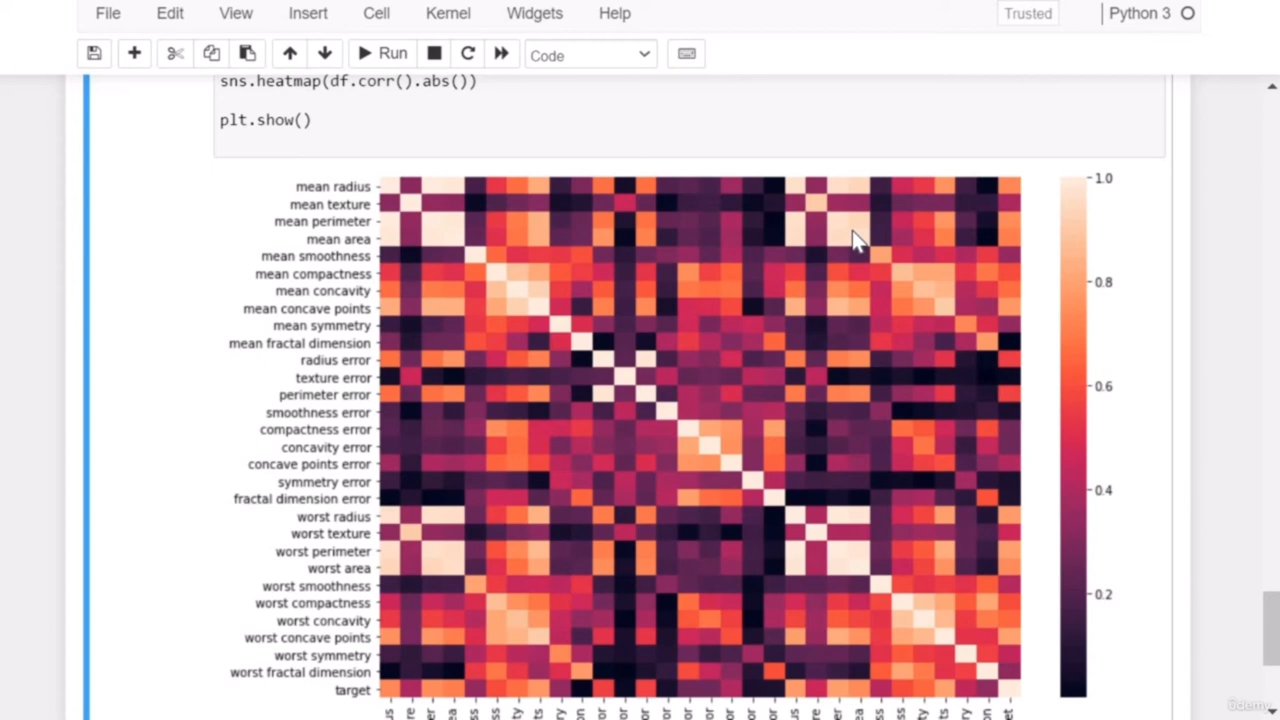 File Edit View Insert Cell Kernel Widgets Help Trusted Python 3
Run Code
sns.heatmap(df.corr().abs())
plt.show()
mean radius
mean texture
mean perimeter
mean area
mean smoothness
mean compactness
mean concavity
mean concave points
mean symmetry
mean fractal dimension
radius error
texture error
perimeter error
smoothness error
compactness error
concavity error
concave points error
symmetry error
fractal dimension error
worst radius
worst texture
worst perimeter
worst area
worst smoothness
worst compactness
worst concavity
worst concave points
worst symmetry
worst fractal dimension
target
1.0
0.8
0.6
0.4
0.2
ûdemy